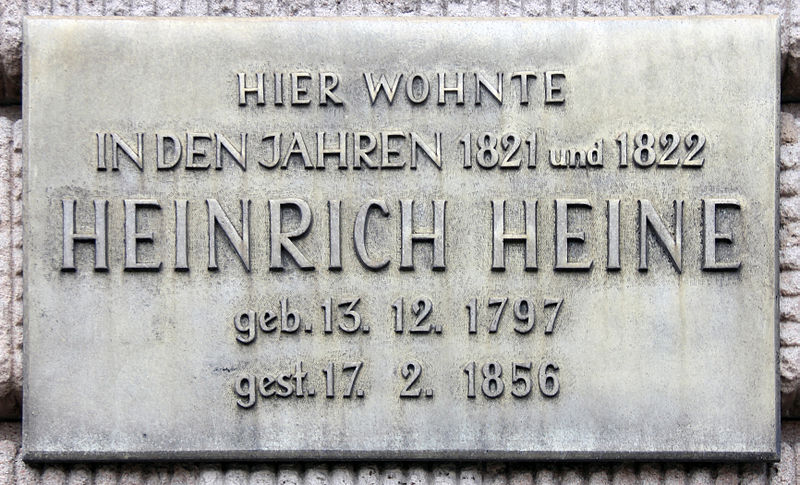 HIER WOHNTE
IN DEN JAHREN 1821 und 1822
HEINRICH HEINE
geb. 13. 12. 1797
gest. 17. 2. 1856